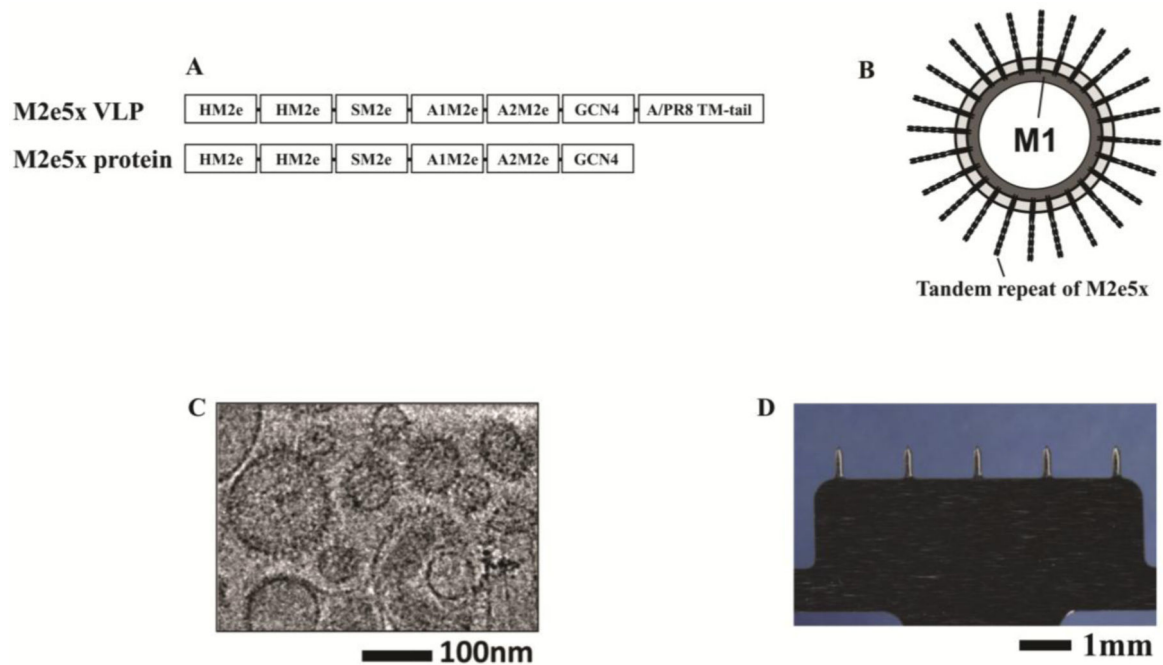 A
M2e5x VLP
HM2e HM2e SM2e A1M2e A2M2e GCN4 A/PR8 TM-tail
M2e5x protein
HM2e HM2e SM2e A1M2e A2M2e GCN4
B
M1
Tandem repeat of M2e5x
C
100nm
D
1mm